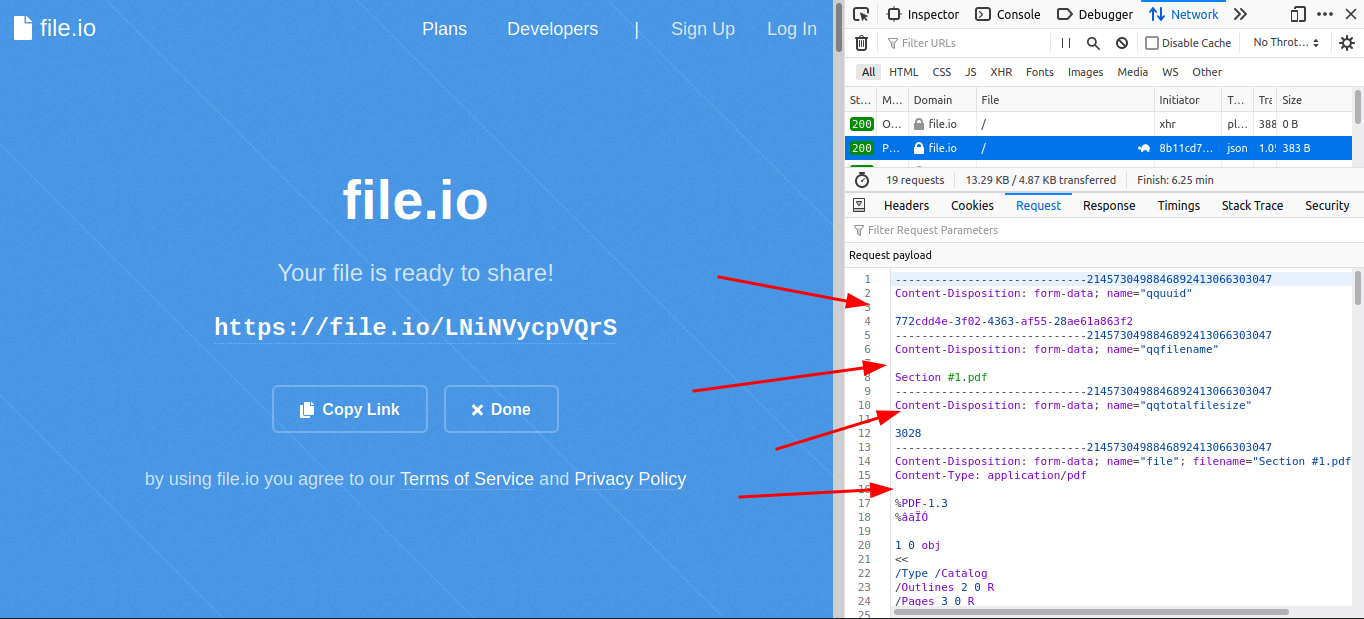 file.io
Plans
Developers
|
Sign Up
Log In
file.io
Your file is ready to share!
https://file.io/LNiNVycpVQrS
Copy Link
Done
by using file.io you agree to our Terms of Service and Privacy Policy
Inspector
Console
Debugger
Network
Filter URLs
Disable Cache
No Throt...
All HTML CSS JS XHR Fonts Images Media WS Other
St... M... Domain File Initiator T... Tra Size
200 O... file.io / xhr pl... 388 0 B
200 P... file.io / 8b11cd7... json 1.05 383 B
19 requests
13.29 KB / 4.87 KB transferred
Finish: 6.25 min
Headers Cookies Request Response Timings Stack Trace Security
Filter Request Parameters
Request payload
1 -----------------------------2145730498846892413066303047
2 Content-Disposition: form-data; name="qquuid"
3
4 772cdd4e-3f02-4363-af55-28ae61a863f2
5 -----------------------------2145730498846892413066303047
6 Content-Disposition: form-data; name="qqfilename"
7
8 Section #1.pdf
9 -----------------------------2145730498846892413066303047
10 Content-Disposition: form-data; name="qqtotalfilesize"
11
12 3028
13 -----------------------------2145730498846892413066303047
14 Content-Disposition: form-data; name="file"; filename="Section #1.pdf
15 Content-Type: application/pdf
16
17 %PDF-1.3
18 %âãÏÓ
19
20 1 0 obj
21 <<
22 /Type /Catalog
23 /Outlines 2 0 R
24 /Pages 3 0 R
25